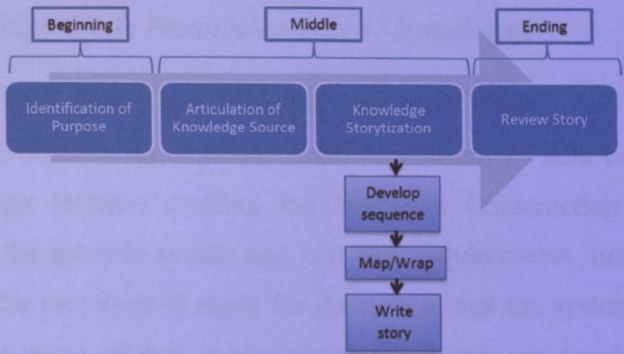 Beginning
Middle
Ending
Identification of
Purpose
Articulation of
Knowledge Source
Knowledge
Storytization
Review Story
Develop
sequence
Map/Wrap
Write
story